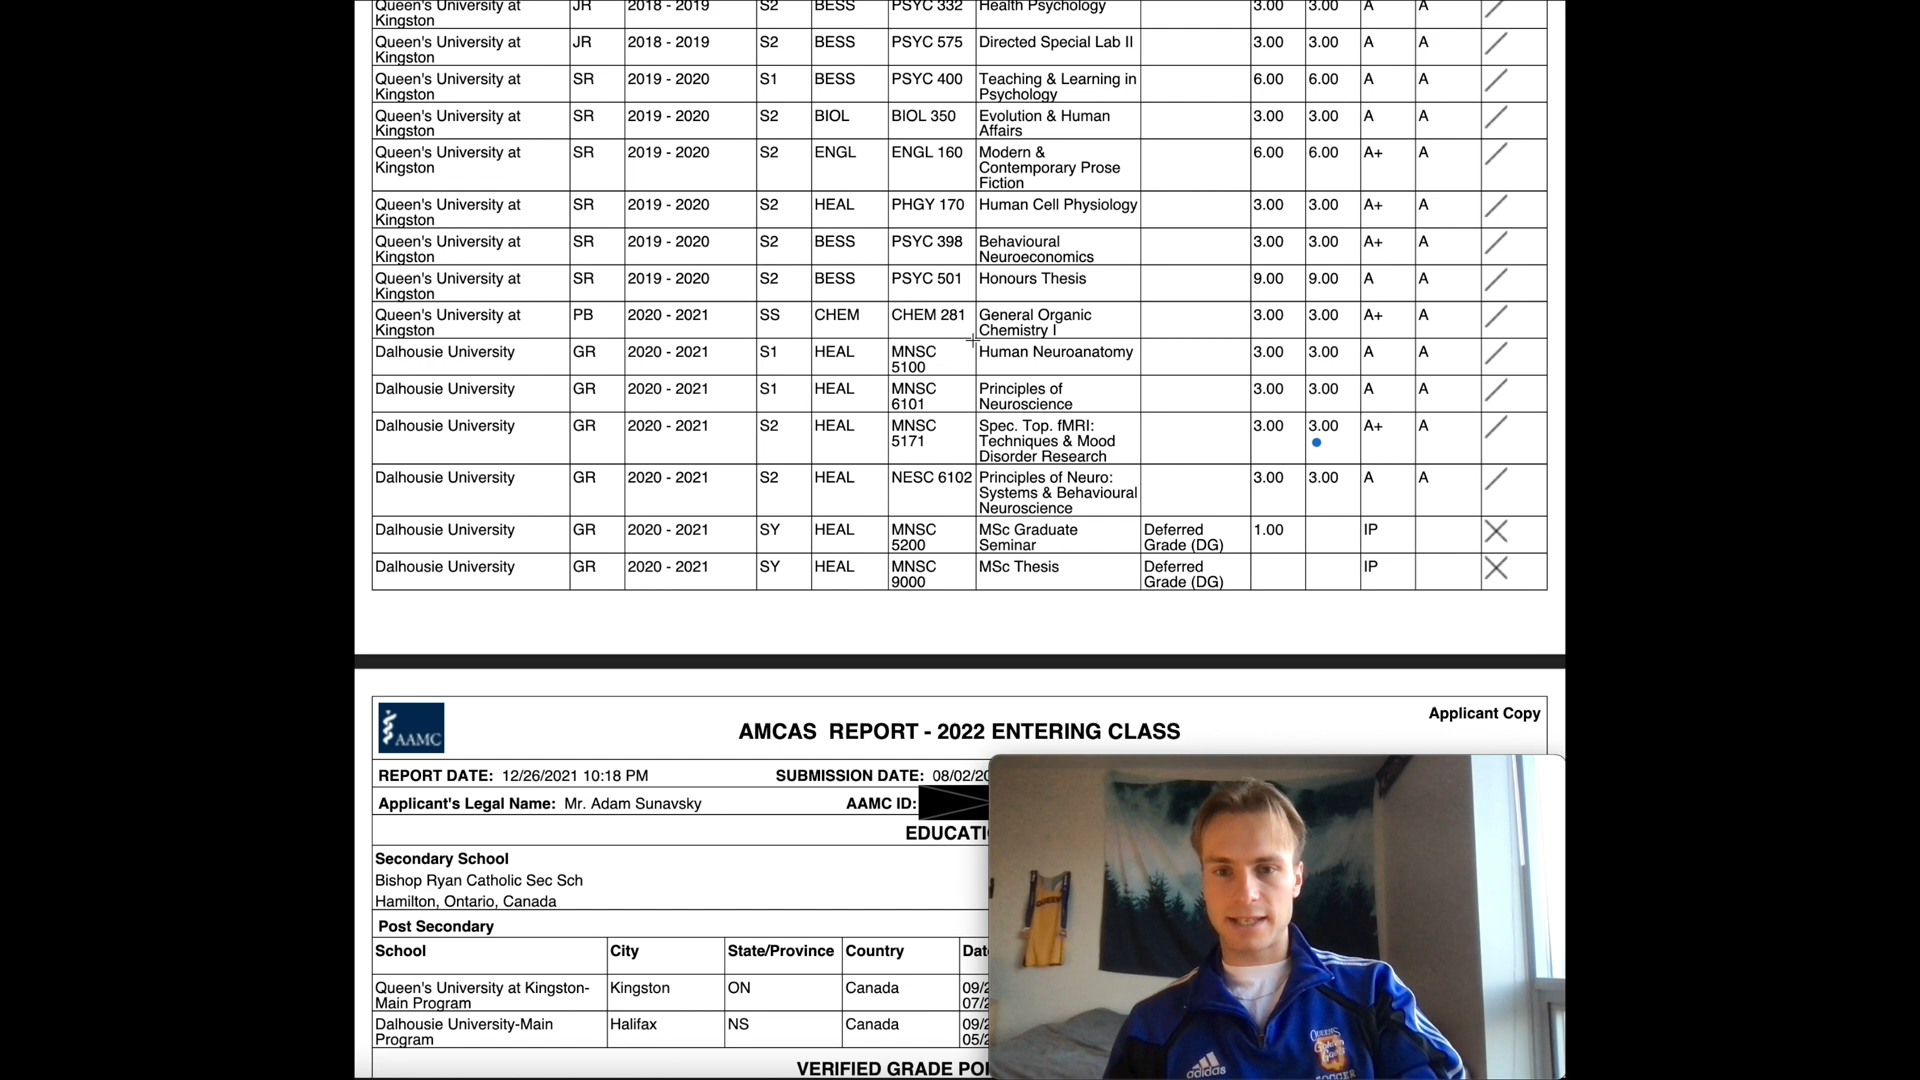 Queen's University at Kingston JR 2018 - 2019 S2 BESS PSYC 332 Health Psychology 3.00 3.00 A A
Queen's University at Kingston JR 2018 - 2019 S2 BESS PSYC 575 Directed Special Lab II 3.00 3.00 A A
Queen's University at Kingston SR 2019 - 2020 S1 BESS PSYC 400 Teaching & Learning in Psychology 6.00 6.00 A A
Queen's University at Kingston SR 2019 - 2020 S2 BIOL BIOL 350 Evolution & Human Affairs 3.00 3.00 A A
Queen's University at Kingston SR 2019 - 2020 S2 ENGL ENGL 160 Modern & Contemporary Prose Fiction 6.00 6.00 A+ A
Queen's University at Kingston SR 2019 - 2020 S2 HEAL PHGY 170 Human Cell Physiology 3.00 3.00 A+ A
Queen's University at Kingston SR 2019 - 2020 S2 BESS PSYC 398 Behavioural Neuroeconomics 3.00 3.00 A+ A
Queen's University at Kingston SR 2019 - 2020 S2 BESS PSYC 501 Honours Thesis 9.00 9.00 A A
Queen's University at Kingston PB 2020 - 2021 SS CHEM CHEM 281 General Organic Chemistry I 3.00 3.00 A+ A
Dalhousie University GR 2020 - 2021 S1 HEAL MNSC 5100 Human Neuroanatomy 3.00 3.00 A A
Dalhousie University GR 2020 - 2021 S1 HEAL MNSC 6101 Principles of Neuroscience 3.00 3.00 A A
Dalhousie University GR 2020 - 2021 S2 HEAL MNSC 5171 Spec. Top. fMRI: Techniques & Mood Disorder Research 3.00 3.00 A+ A
Dalhousie University GR 2020 - 2021 S2 HEAL NESC 6102 Principles of Neuro: Systems & Behavioural Neuroscience 3.00 3.00 A A
Dalhousie University GR 2020 - 2021 SY HEAL MNSC 5200 MSc Graduate Seminar Deferred Grade (DG) 1.00 IP
Dalhousie University GR 2020 - 2021 SY HEAL MNSC 9000 MSc Thesis Deferred Grade (DG) IP
AAMC
AMCAS REPORT - 2022 ENTERING CLASS
Applicant Copy
REPORT DATE: 12/26/2021 10:18 PM SUBMISSION DATE: 08/02/20
Applicant's Legal Name: Mr. Adam Sunavsky AAMC ID:
EDUCATI
Secondary School
Bishop Ryan Catholic Sec Sch
Hamilton, Ontario, Canada
Post Secondary
School City State/Province Country Dat
Queen's University at Kingston-Main Program Kingston ON Canada 09/2 07/2
Dalhousie University-Main Program Halifax NS Canada 09/2 05/2
VERIFIED GRADE POI
QUEEN'S
Golden
Gaels
SOCCER
adidas